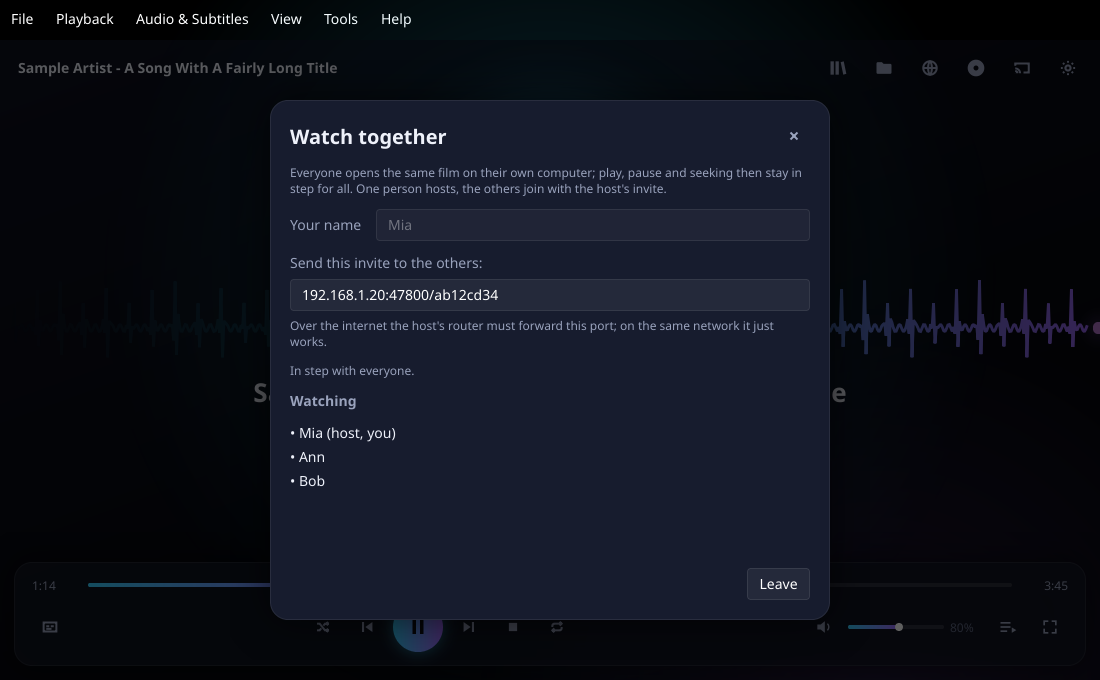 File Playback Audio & Subtitles View Tools Help
Sample Artist - A Song With A Fairly Long Title
Watch together
×
Everyone opens the same film on their own computer; play, pause and seeking then stay in
step for all. One person hosts, the others join with the host's invite.
Your name Mia
Send this invite to the others:
192.168.1.20:47800/ab12cd34
Over the internet the host's router must forward this port; on the same network it just
works.
In step with everyone.
Watching
• Mia (host, you)
• Ann
• Bob
Leave
1:14 3:45
80%